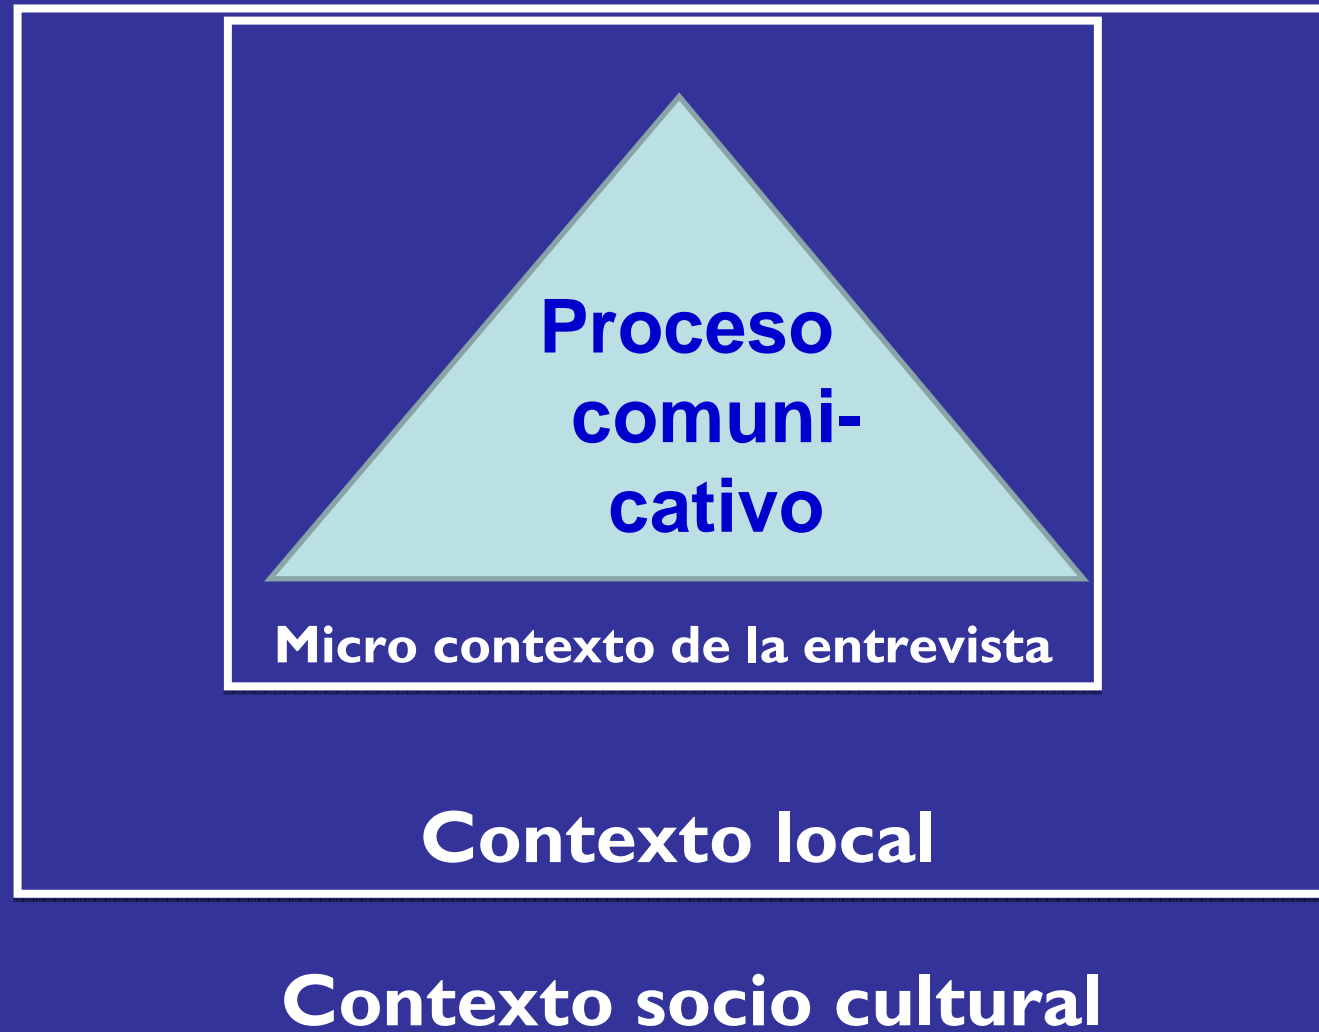 Proceso
comuni-
cativo
Micro contexto de la entrevista
Contexto local
Contexto socio cultural